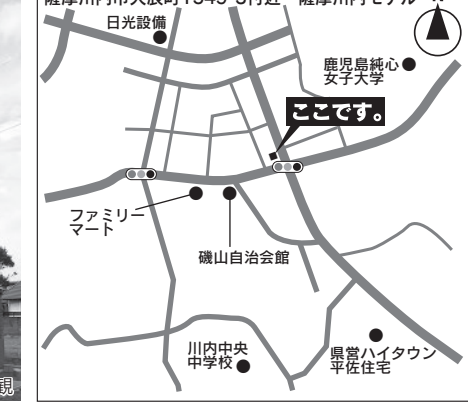 日光設備
鹿児島純心
女子大学
ここです。
ファミリー
マート
磯山自治会館
川内中央
中学校
県営ハイタウン
平佐住宅
観